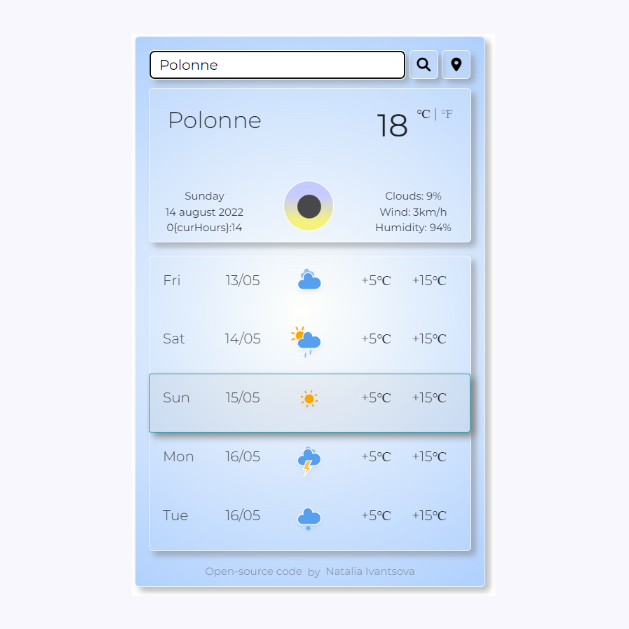 Polonne
Polonne
18 °C | °F
Sunday
14 august 2022
0{curHours}:14
Clouds: 9%
Wind: 3km/h
Humidity: 94%
Fri 13/05 +5°C +15°C
Sat 14/05 +5°C +15°C
Sun 15/05 +5°C +15°C
Mon 16/05 +5°C +15°C
Tue 16/05 +5°C +15°C
Open-source code by Natalia Ivantsova